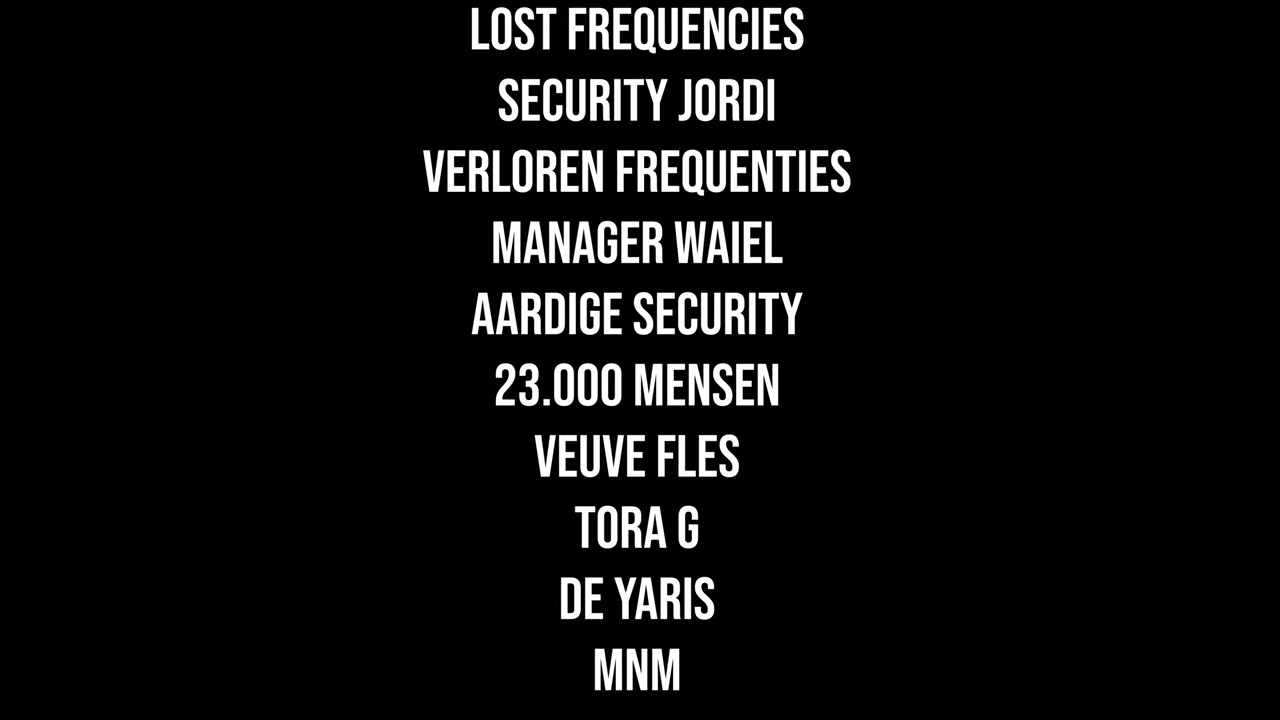 LOST FREQUENCIES
SECURITY JORDI
VERLOREN FREQUENTIES
MANAGER WAIEL
AARDIGE SECURITY
23.000 MENSEN
VEUVE FLES
TORA G
DE YARIS
MNM